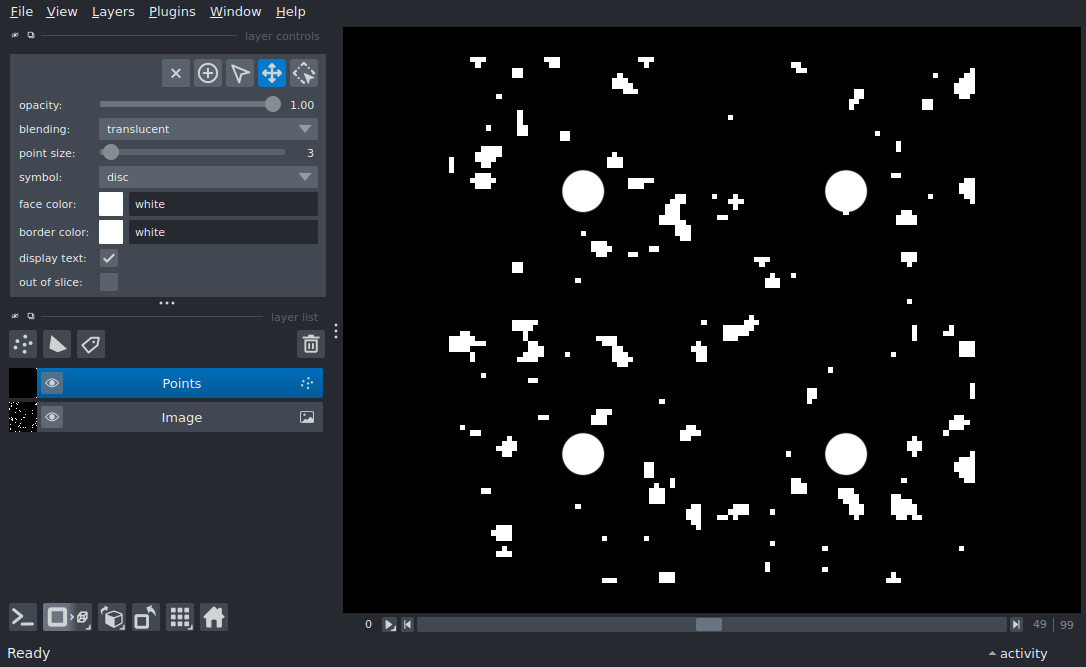 File View Layers Plugins Window Help
layer controls
opacity: 1.00
blending: translucent
point size: 3
symbol: disc
face color: white
border color: white
display text:
out of slice:
layer list
Points
Image
0 49 99
Ready activity